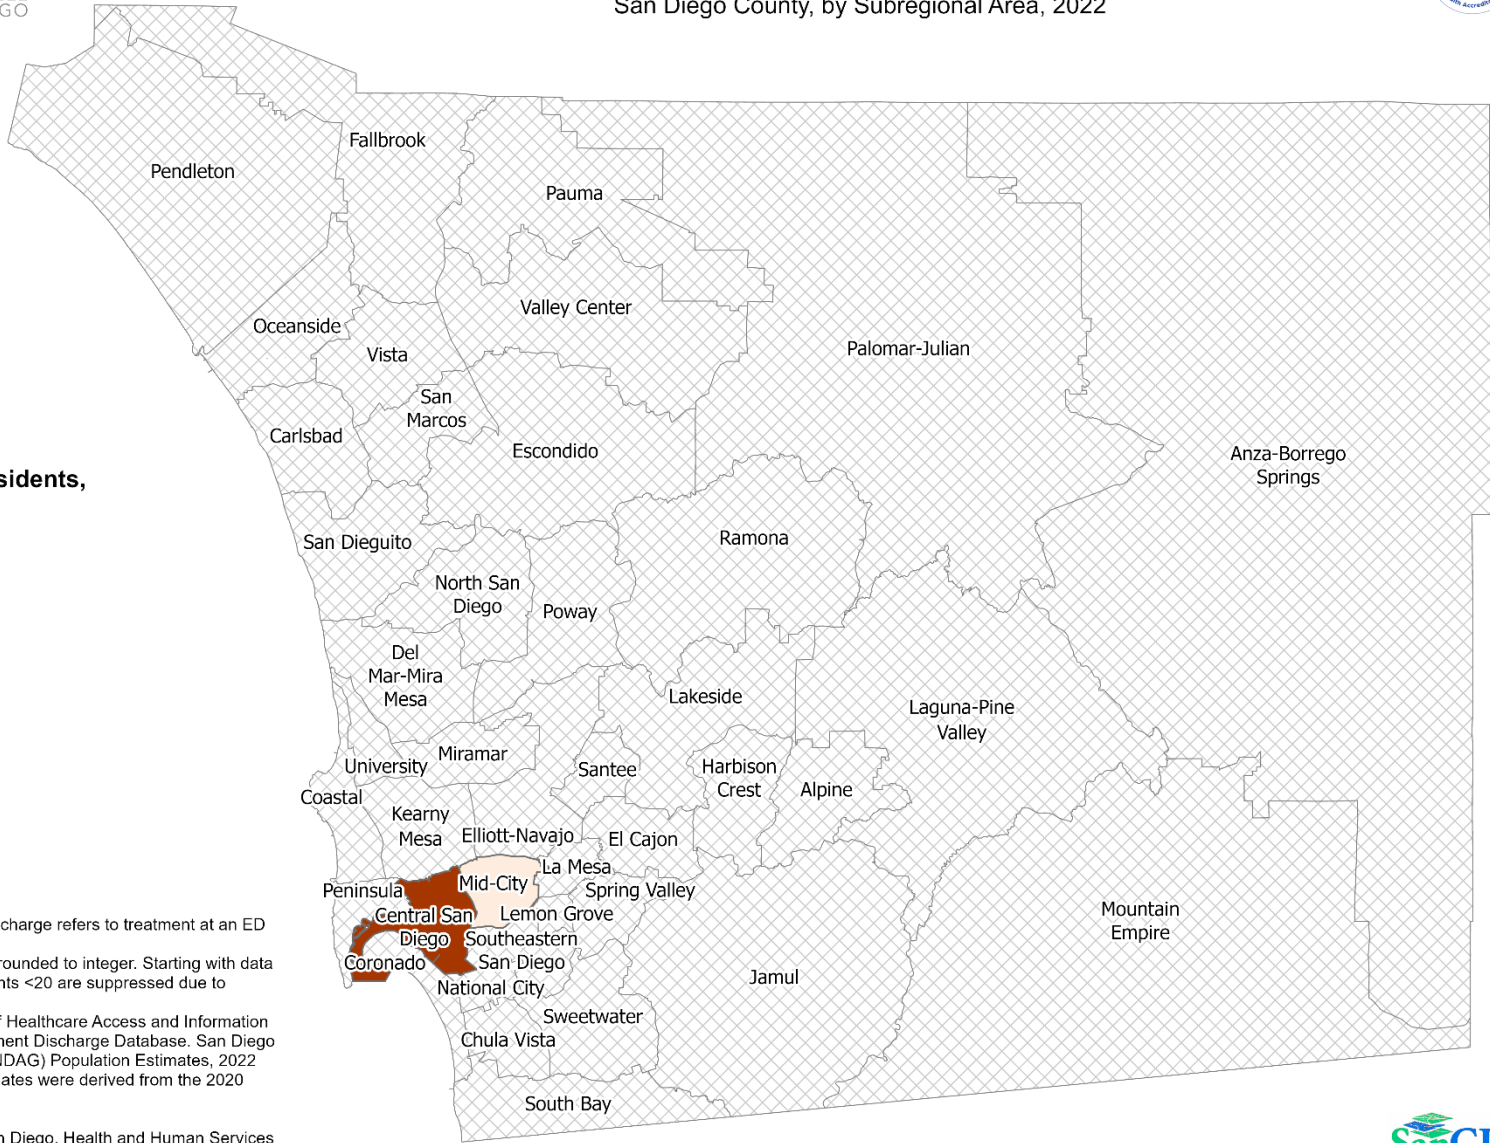 GO
San Diego County, by Subregional Area, 2022
Fallbrook
Pendleton
Pauma
Valley Center
Oceanside
Vista
Palomar-Julian
San
Marcos
Carlsbad
Escondido
Anza-Borrego
Springs
sidents,
Ramona
San Dieguito
North San
Diego
Poway
Del
Mar-Mira
Mesa
Lakeside
Laguna-Pine
Valley
Miramar
University
Santee
Harbison
Crest
Alpine
Coastal
Kearny
Mesa
Elliott-Navajo
El Cajon
La Mesa
Mid-City
Peninsula
Spring Valley
Central San
Diego
Lemon Grove
Mountain
Empire
Southeastern
San Diego
Coronado
Jamul
National City
Sweetwater
Chula Vista
South Bay
charge refers to treatment at an ED
rounded to integer. Starting with data
nts <20 are suppressed due to
f Healthcare Access and Information
nent Discharge Database. San Diego
NDAG) Population Estimates, 2022
ates were derived from the 2020
n Diego, Health and Human Services